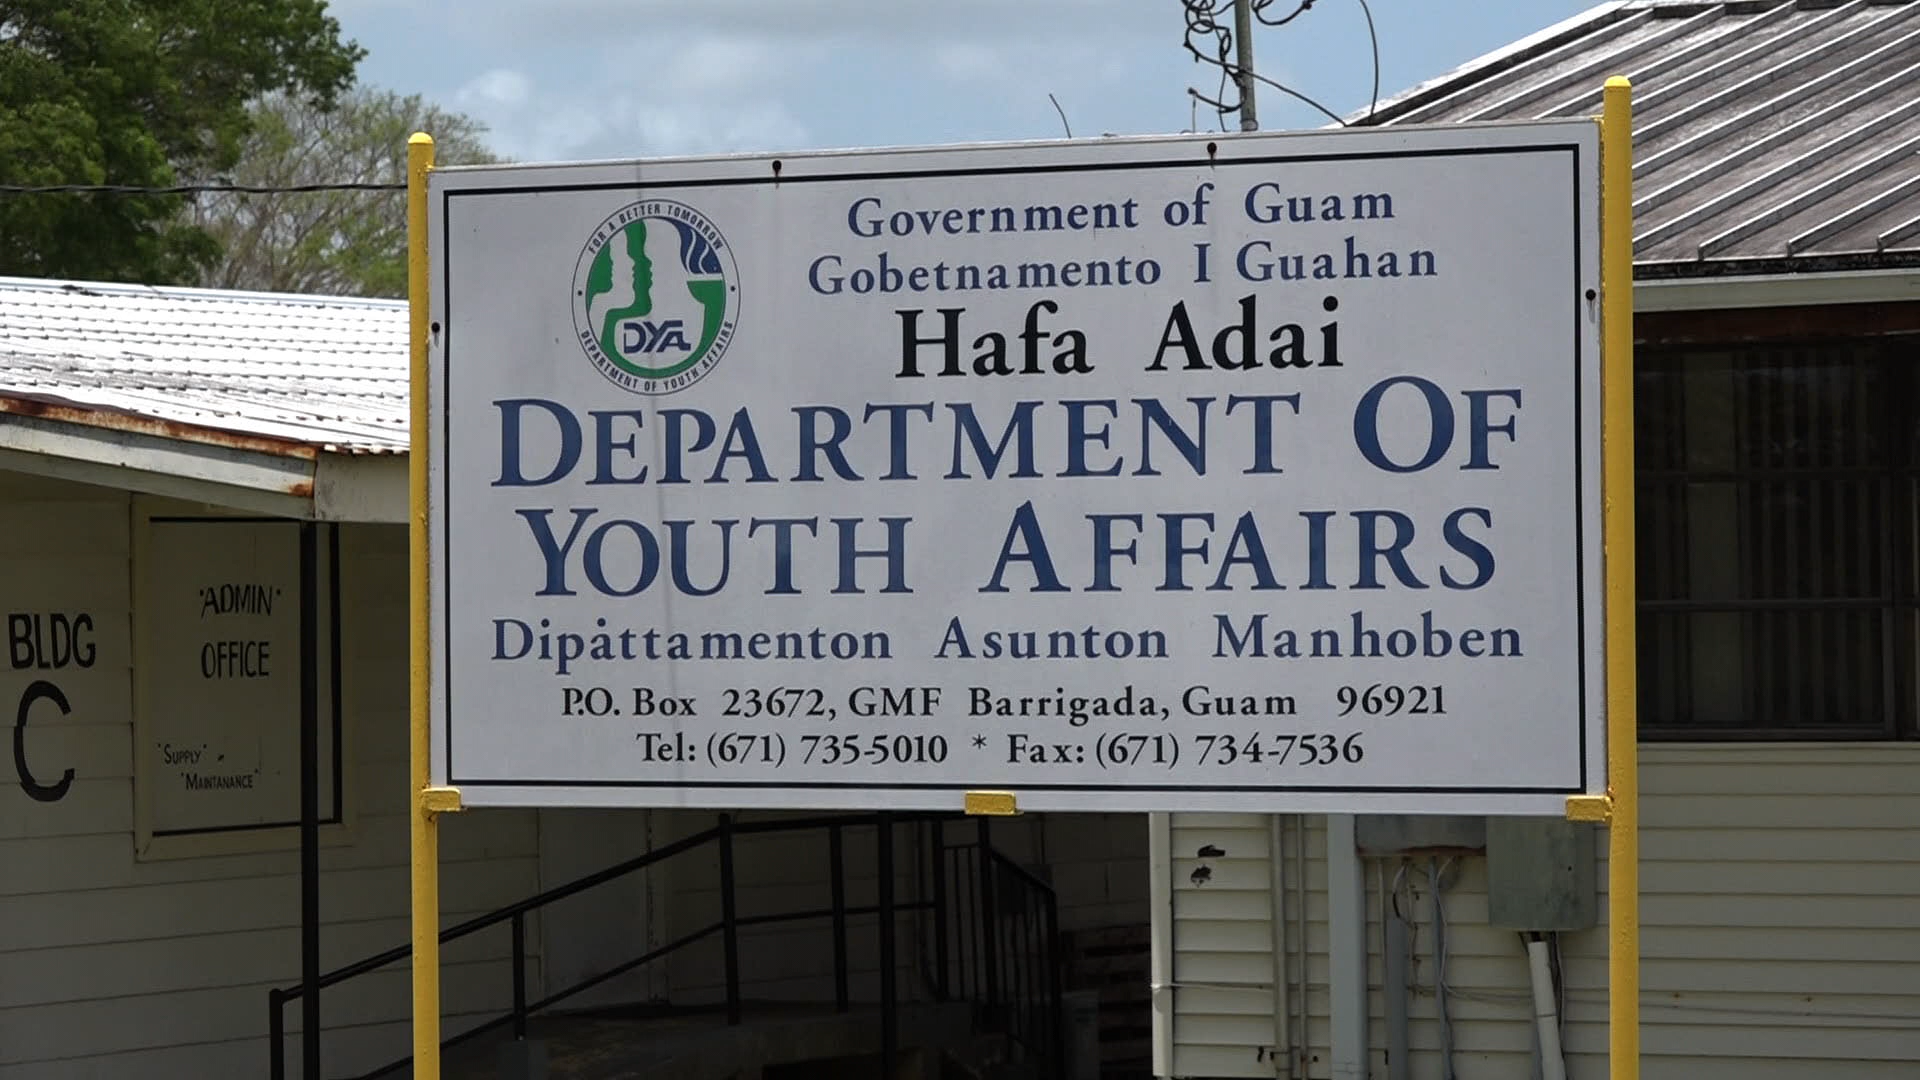 FOR A BETTER TOMORROW
DYA
DEPARTMENT OF YOUTH AFFAIRS
Government of Guam
Gobetnamento I Guahan
Hafa Adai
DEPARTMENT OF
YOUTH AFFAIRS
Dipåttamenton Asunton Manhoben
P.O. Box 23672, GMF Barrigada, Guam 96921
Tel: (671) 735-5010 * Fax: (671) 734-7536
BLDG
C
"ADMIN"
OFFICE
"SUPPLY"
"MAINTANANCE"